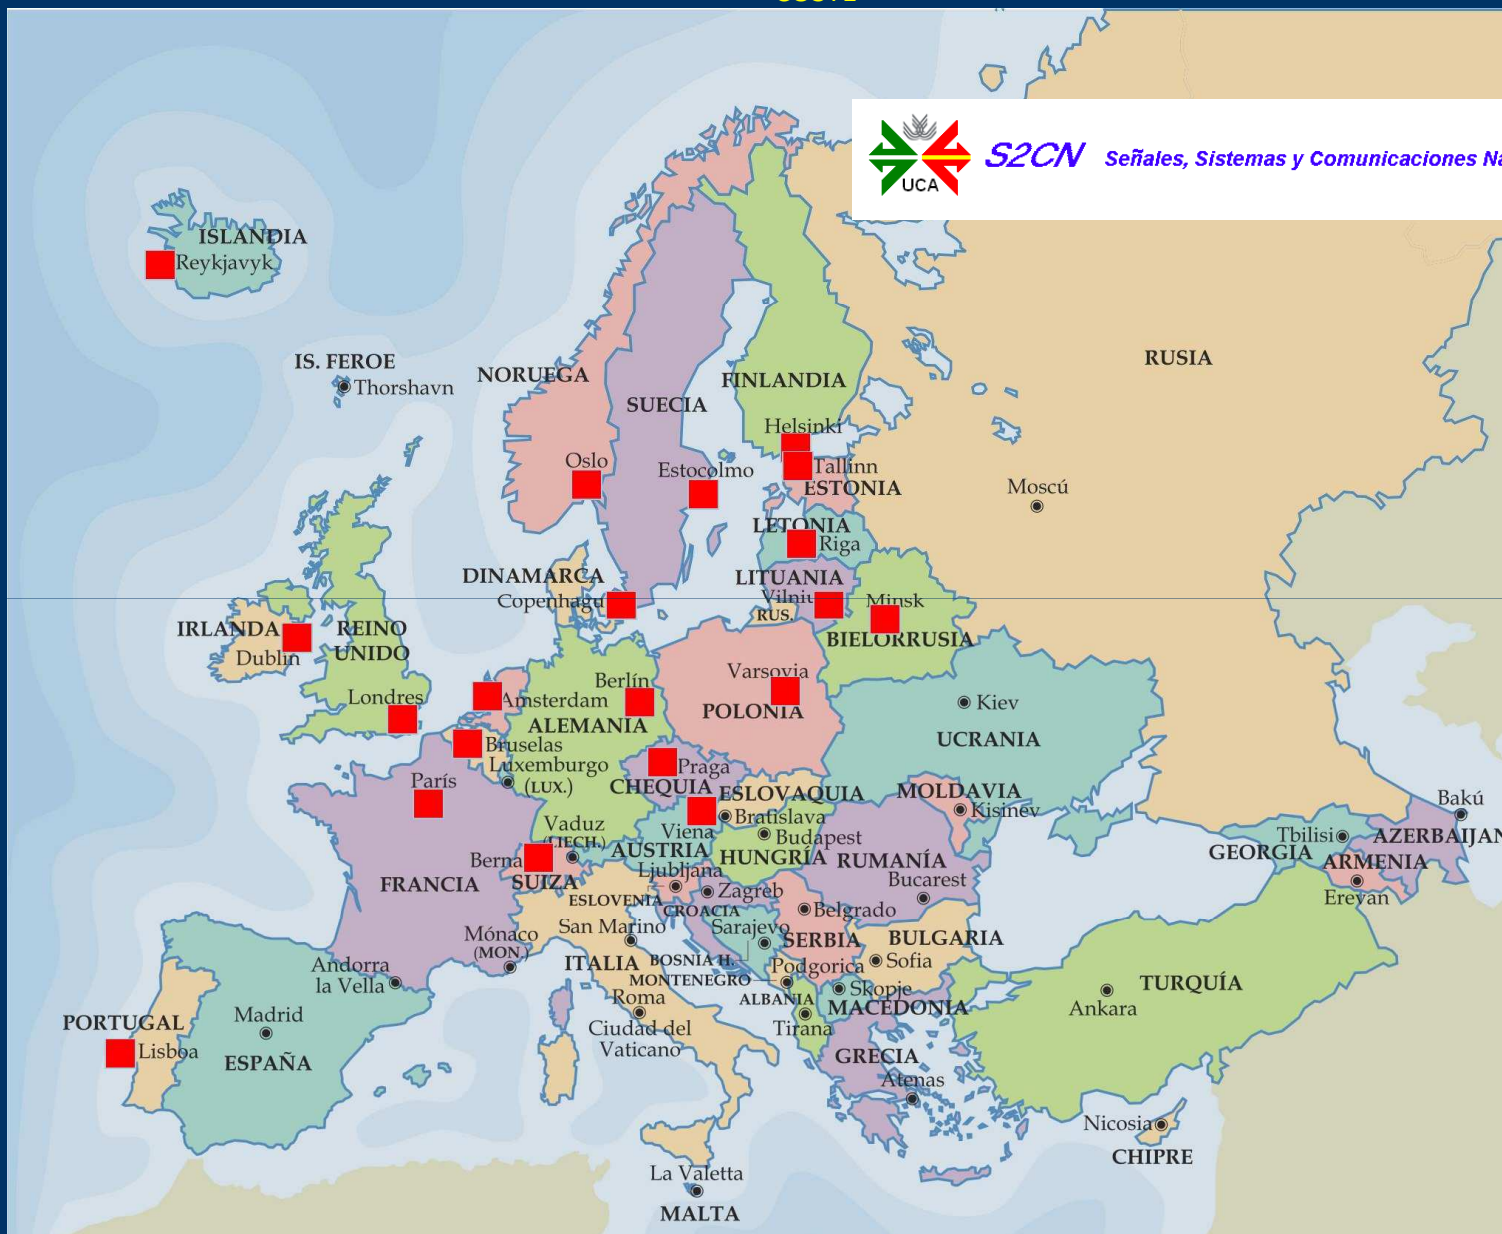 S2CN Señales, Sistemas y Comunicaciones Na
UCA
ISLANDIA
Reykjavyk
IS. FEROE
Thorshavn
NORUEGA
SUECIA
FINLANDIA
RUSIA
Helsinki
Oslo
Estocolmo
Tallinn
ESTONIA
Moscú
LETONIA
Riga
DINAMARCA
Copenhagu
LITUANIA
Vilniu
RUS.
Minsk
BIELORRUSIA
IRLANDA
Dublin
REINO
UNIDO
Londres
Amsterdam
Berlín
ALEMANIA
Varsovia
POLONIA
Kiev
UCRANIA
Bruselas
Luxemburgo
(LUX.)
París
Praga
CHEQUIA
ESLOVAQUIA
Bratislava
MOLDAVIA
Kisinev
Bakú
Vaduz
(LIECH.)
Viena
AUSTRIA
Budapest
HUNGRÍA
RUMANÍA
Bucarest
Tbilisi
GEORGIA
AZERBAIJAN
ARMENIA
Erevan
Berna
SUIZA
FRANCIA
Ljubljana
ESLOVENIA
Zagreb
CROACIA
Belgrado
SERBIA
BULGARIA
Sofia
San Marino
Mónaco
(MON.)
ITALIA
Sarajevo
BOSNIA H.
MONTENEGRO
Podgorica
Skopje
MACEDONIA
ALBANIA
Tirana
Andorra
la Vella
Roma
Ciudad del
Vaticano
PORTUGAL
Lisboa
Madrid
ESPAÑA
GRECIA
Atenas
TURQUÍA
Ankara
Nicosia
CHIPRE
La Valetta
MALTA